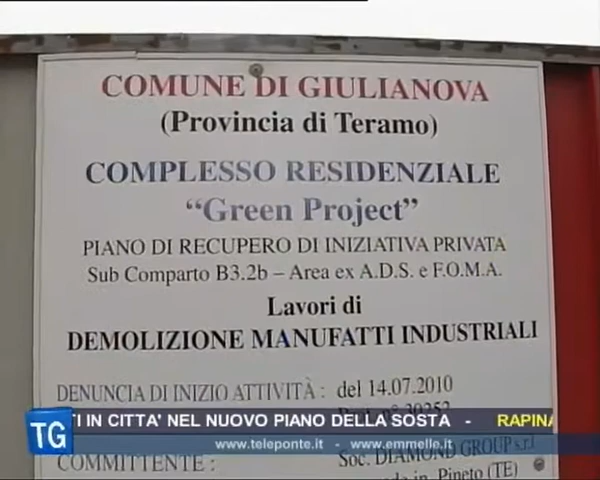 COMUNE DI GIULIANOVA
(Provincia di Teramo)
COMPLESSO RESIDENZIALE
“Green Project”
PIANO DI RECUPERO DI INIZIATIVA PRIVATA
Sub Comparto B3.2b – Area ex A.D.S. e F.O.M.A.
Lavori di
DEMOLIZIONE MANUFATTI INDUSTRIALI
DENUNCIA DI INIZIO ATTIVITÀ : del 14.07.2010
TI IN CITTA' NEL NUOVO PIANO DELLA SOSTA - RAPINA
TG www.teleponte.it - www.emmelle.it
COMMITTENTE : Soc. DIAMOND GROUP s.r.l
Pineto (TE)